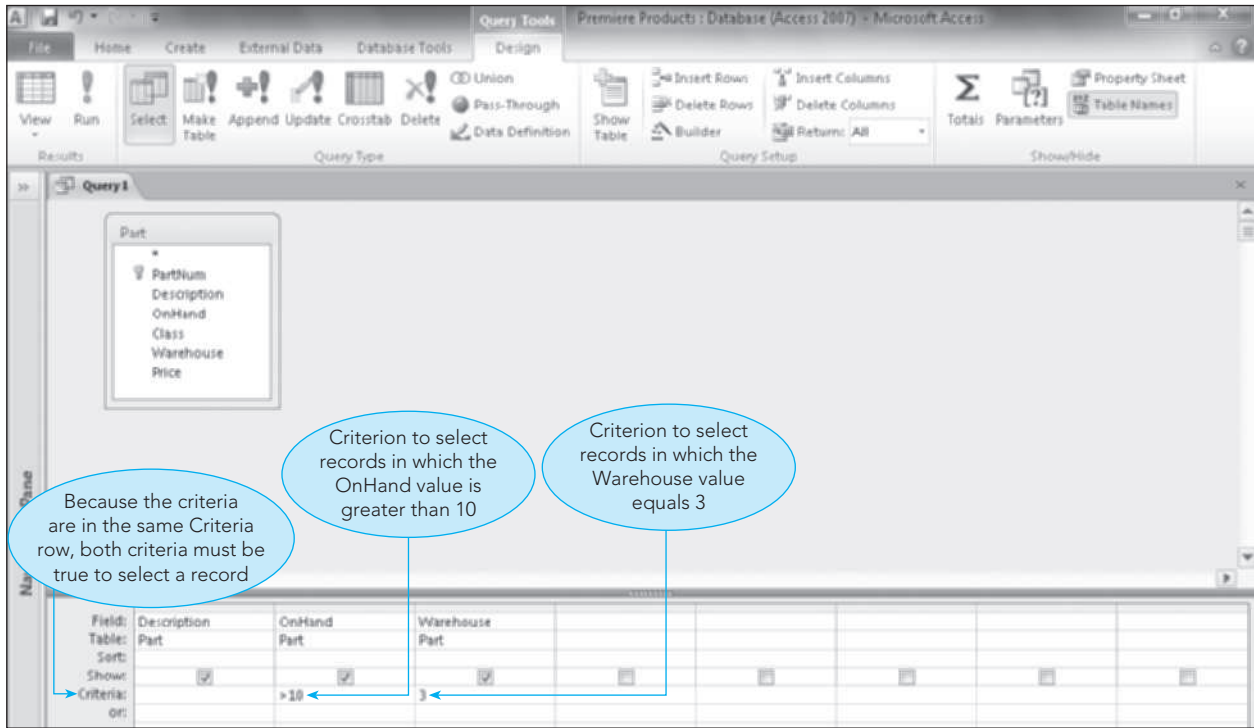 A
Query Tools
Premiere Products : Database (Access 2007) - Microsoft Access
File Home Create External Data Database Tools Design
View
Run
Select
Make Table
Append
Update
Crosstab
Delete
Union
Pass-Through
Data Definition
Show Table
Insert Rows
Delete Rows
Builder
Insert Columns
Delete Columns
Return: All
Totals
Parameters
Property Sheet
Table Names
Results
Query Type
Query Setup
Show/Hide
Query1
Part
*
PartNum
Description
OnHand
Class
Warehouse
Price
Because the criteria
are in the same Criteria
row, both criteria must be
true to select a record
Criterion to select
records in which the
OnHand value is
greater than 10
Criterion to select
records in which the
Warehouse value
equals 3
Pane
Field: Description OnHand Warehouse
Table: Part Part Part
Sort:
Show:
Criteria: >10 3
or: